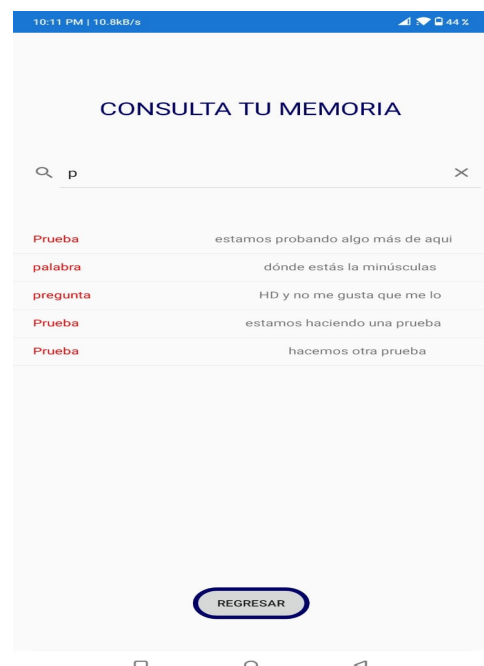 10:11 PM | 10.8kB/s 44 %
CONSULTA TU MEMORIA
p
Prueba estamos probando algo más de aqui
palabra dónde estás la minúsculas
pregunta HD y no me gusta que me lo
Prueba estamos haciendo una prueba
Prueba hacemos otra prueba
REGRESAR